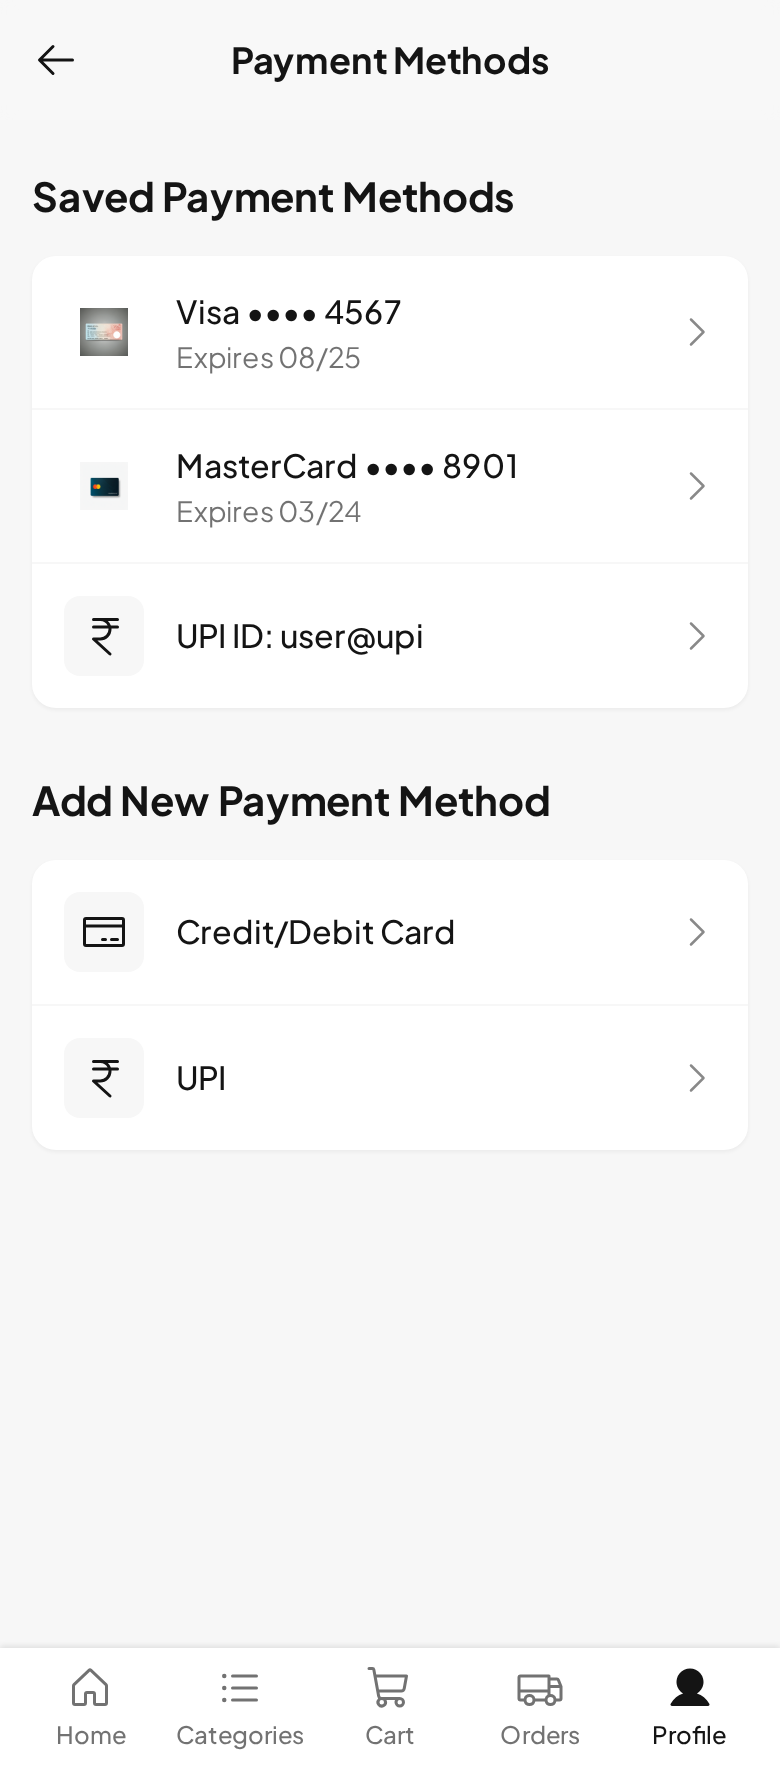 Payment Methods
Saved Payment Methods
Visa •••• 4567
Expires 08/25
MasterCard •••• 8901
Expires 03/24
₹
UPI ID: user@upi
Add New Payment Method
Credit/Debit Card
₹
UPI
Home
Categories
Cart
Orders
Profile